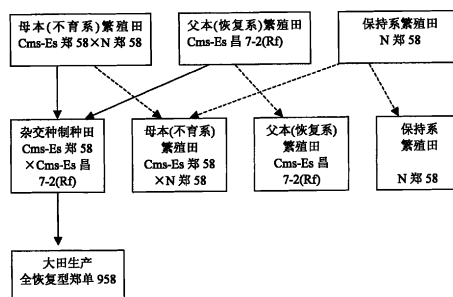 母本(不育系)繁殖田
Cms-Es 郑 58×N 郑 58
父本(恢复系)繁殖田
Cms-Es 昌 7-2(Rf)
保持系繁殖田
N 郑 58
杂交种制种田
Cms-Es 郑 58
×Cms-Es 昌
7-2(Rf)
母本(不育系)
繁殖田
Cms-Es 郑 58
×N 郑 58
父本(恢复系)
繁殖田
Cms-Es 昌
7-2(Rf)
保持系
繁殖田
N 郑 58
大田生产
全恢复型郑单 958